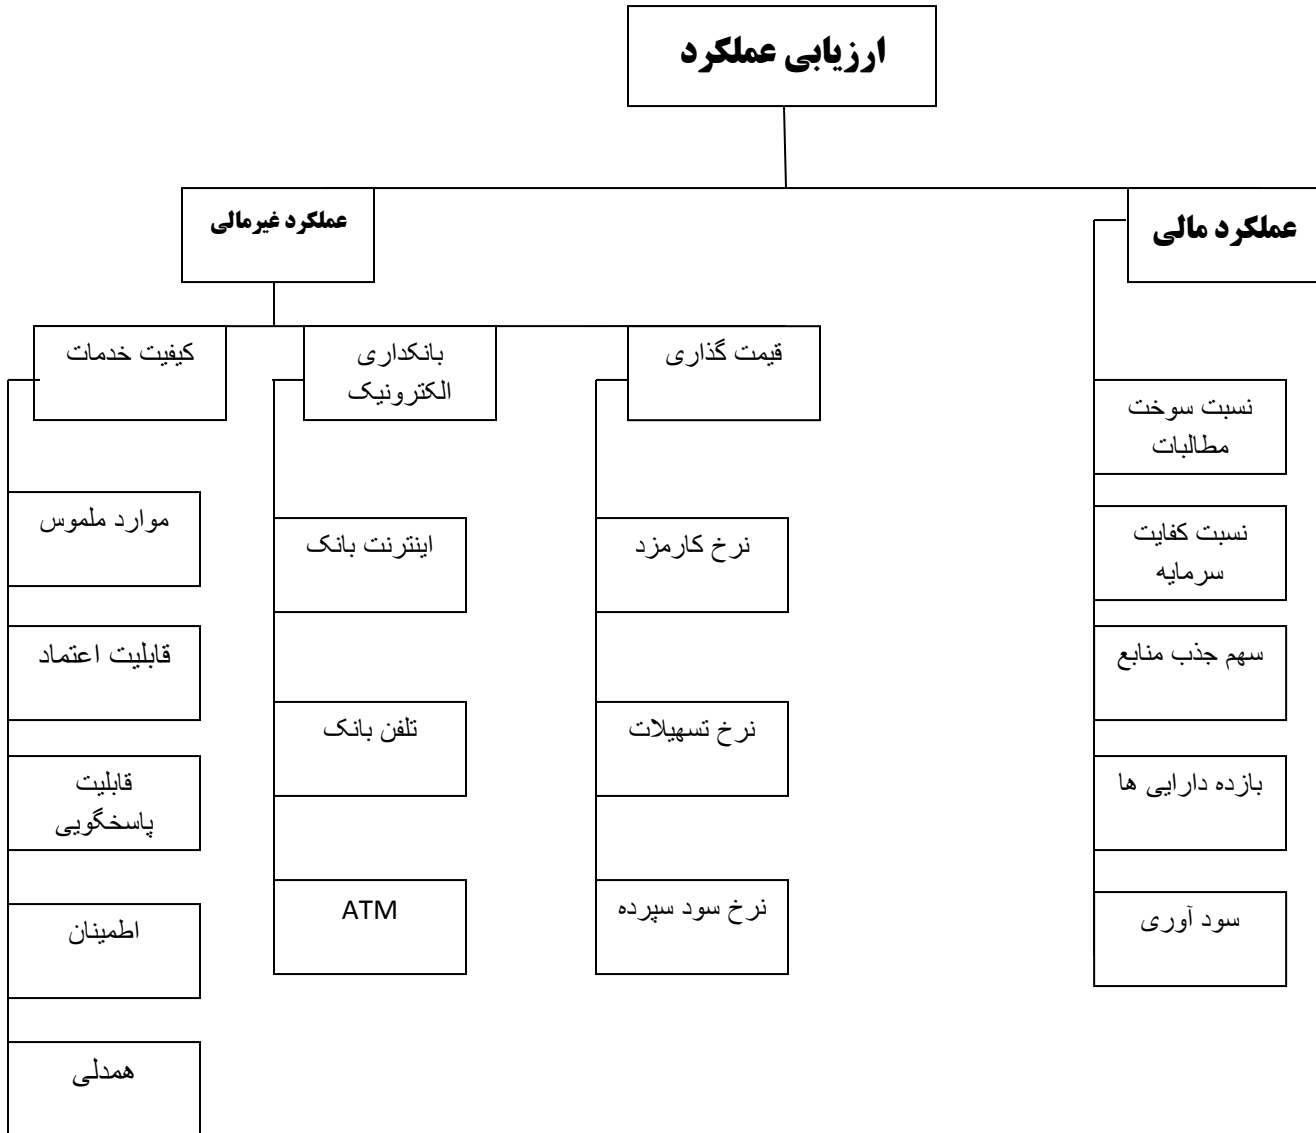 ارزیابی عملکرد
عملکرد مالی
عملکرد غیرمالی
قیمت گذاری
بانکداری
الکترونیک
کیفیت خدمات
نسبت سوخت
مطالبات
نسبت کفایت
سرمایه
سهم جذب منابع
بازده دارایی ها
سود آوری
نرخ کارمزد
نرخ تسهیلات
نرخ سود سپرده
اینترنت بانک
تلفن بانک
ATM
موارد ملموس
قابلیت اعتماد
قابلیت
پاسخگویی
اطمینان
همدلی